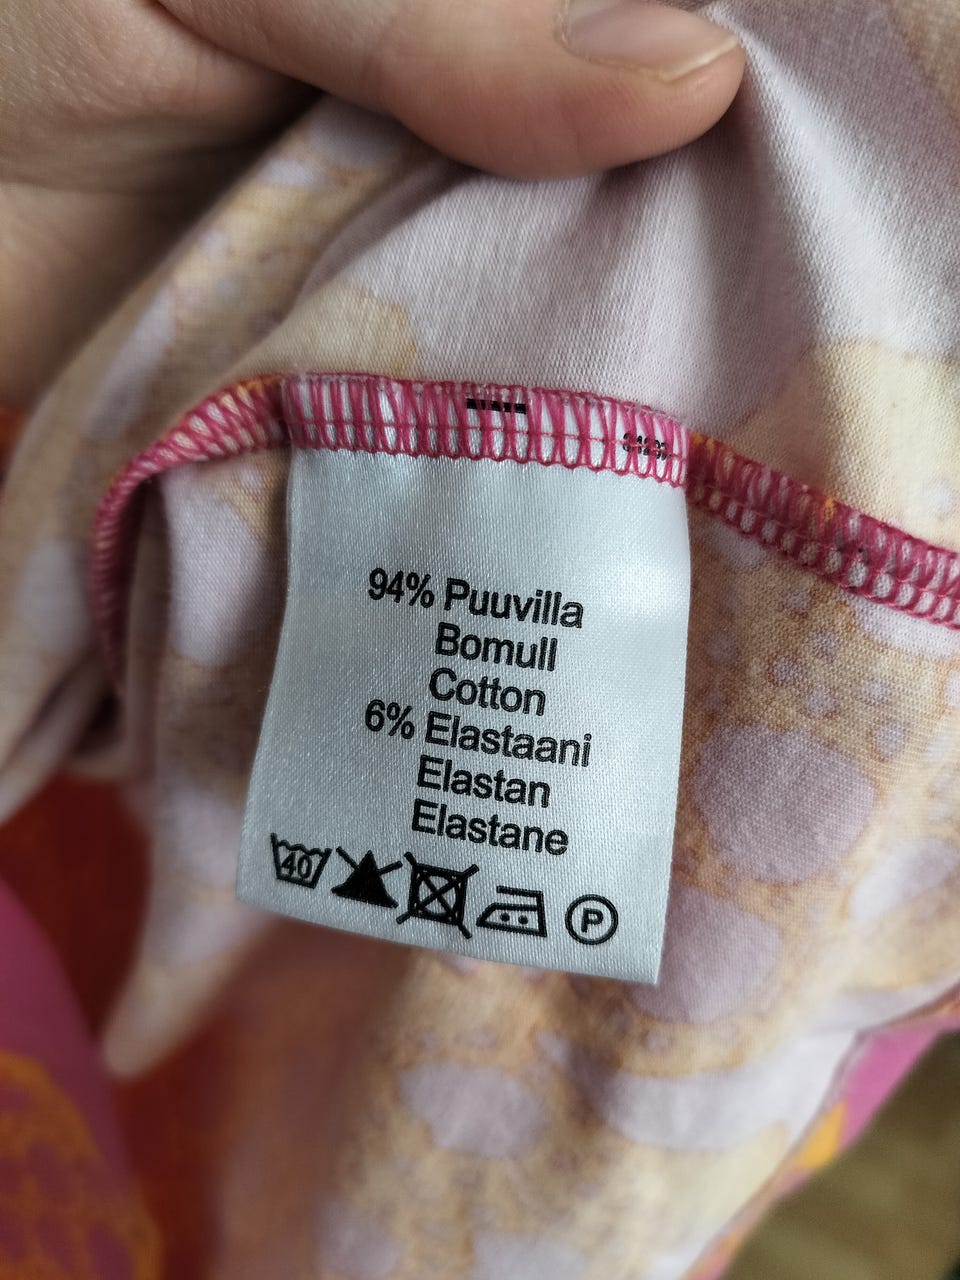 94% Puuvilla
Bomull
Cotton
6% Elastaani
Elastan
Elastane
40 P